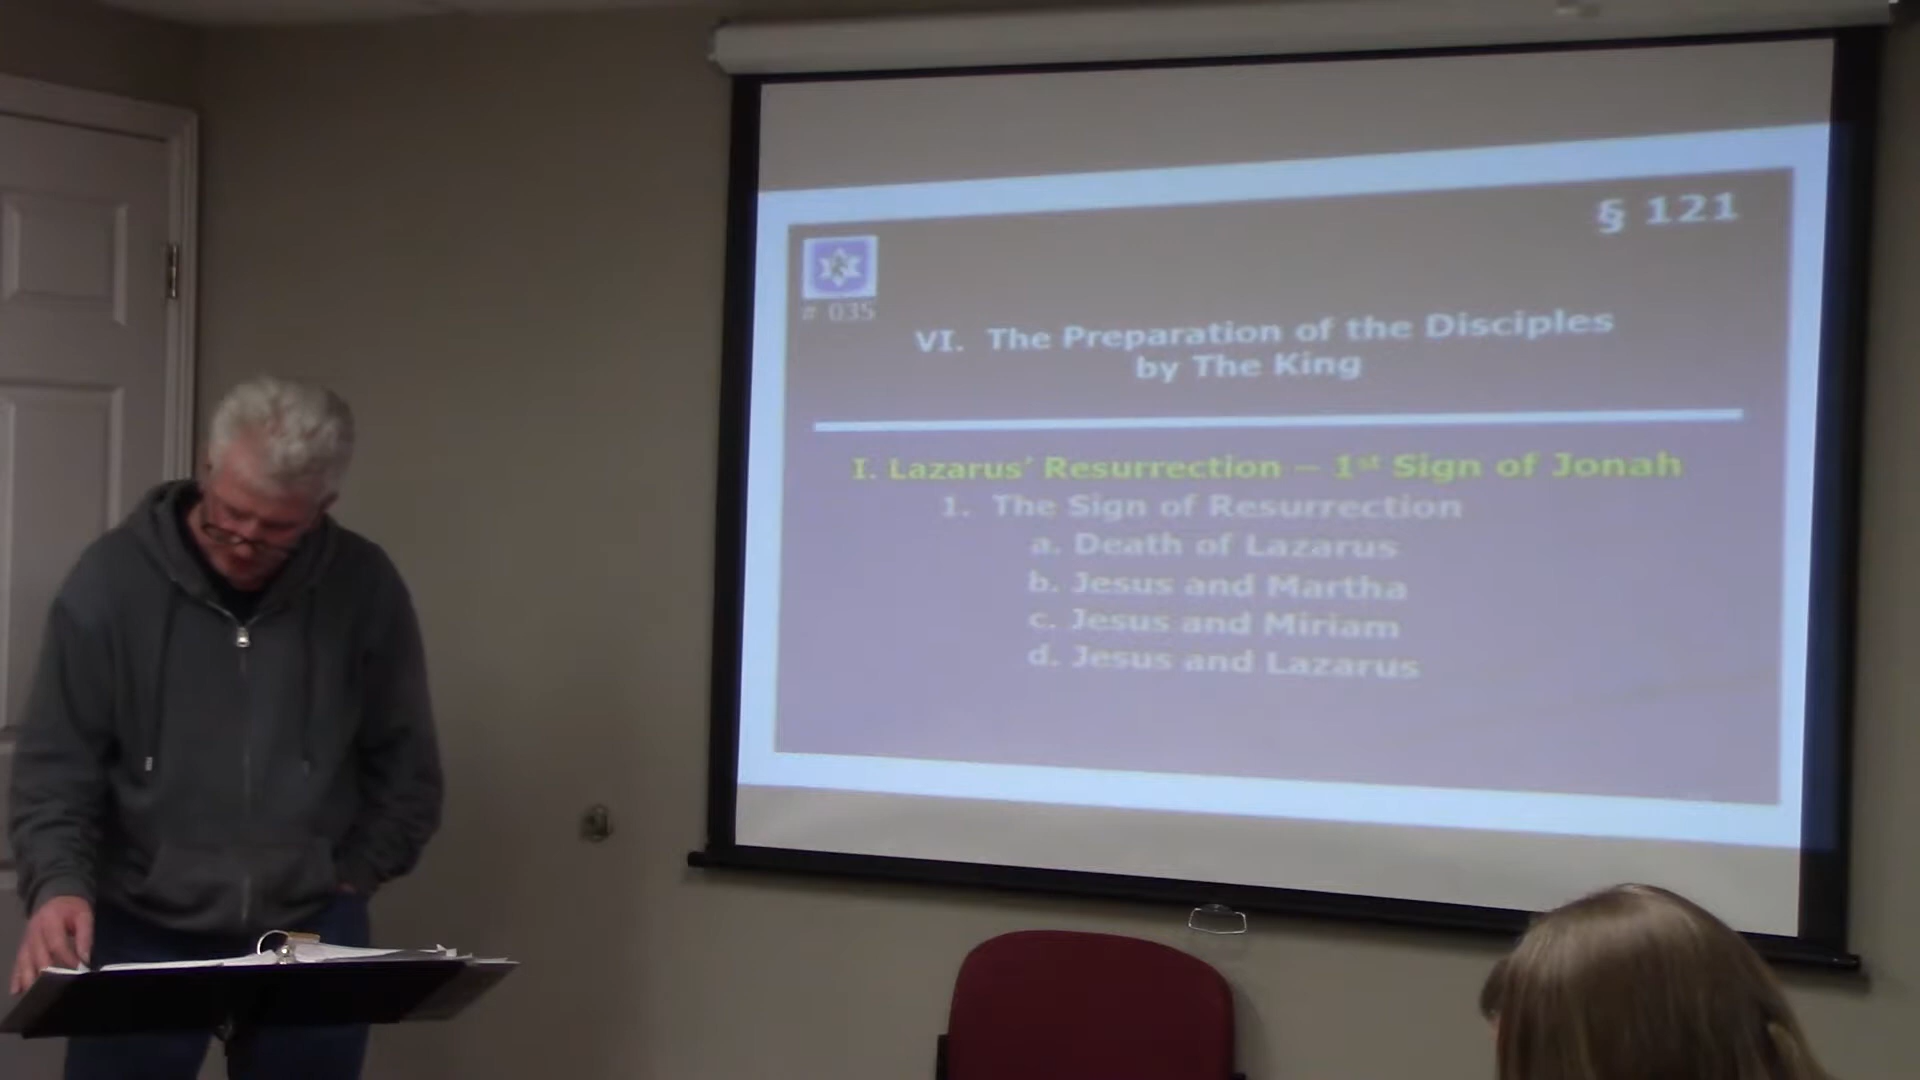 § 121
# 035
VI. The Preparation of the Disciples
by The King
I. Lazarus’ Resurrection – 1st Sign of Jonah
1. The Sign of Resurrection
a. Death of Lazarus
b. Jesus and Martha
c. Jesus and Miriam
d. Jesus and Lazarus